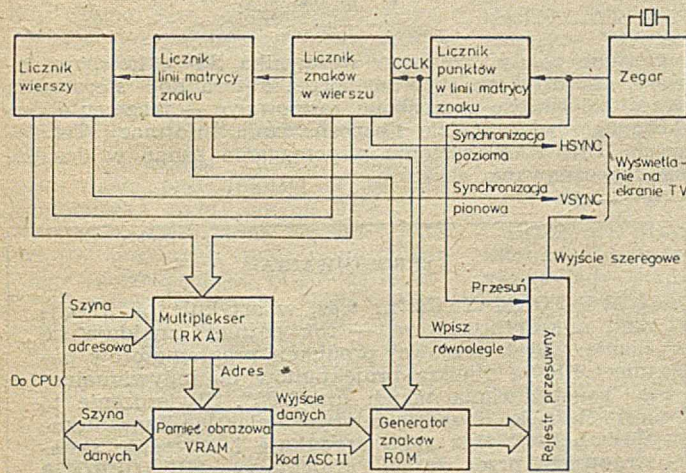 Licznik
wierszy
Licznik
linii matrycy
znaku
Licznik
znaków
w wierszu
CCLK
Licznik
punktów
w linii matrycy
znaku
Zegar
Synchronizacja
pozioma
HSYNC
Synchronizacja
pionowa
VSYNC
Wyświetla-
nie na
ekranie TV
Wyjście szeregowe
Przesuń
Wpisz
równolegle
Rejestr przesuwny
Szyna
adresowa
Multiplekser
(RKA)
Adres
Do CPU
Szyna
danych
Pamięć obrazowa
VRAM
Wyjście
danych
Kod ASCII
Generator
znaków
ROM